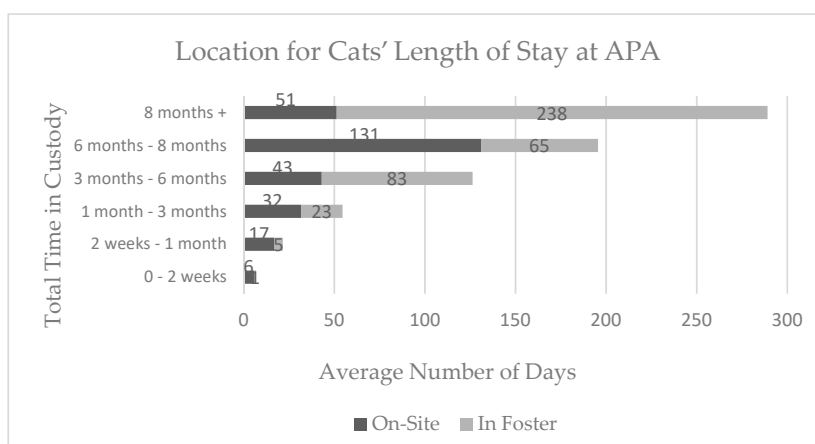 Location for Cats' Length of Stay at APA
Total Time in Custody
51
8 months +
238
131
6 months - 8 months
65
43
3 months - 6 months
83
32
1 month - 3 months
23
17
2 weeks - 1 month
5
6
0 - 2 weeks
1
0 50 100 150 200 250 300
Average Number of Days
On-Site In Foster